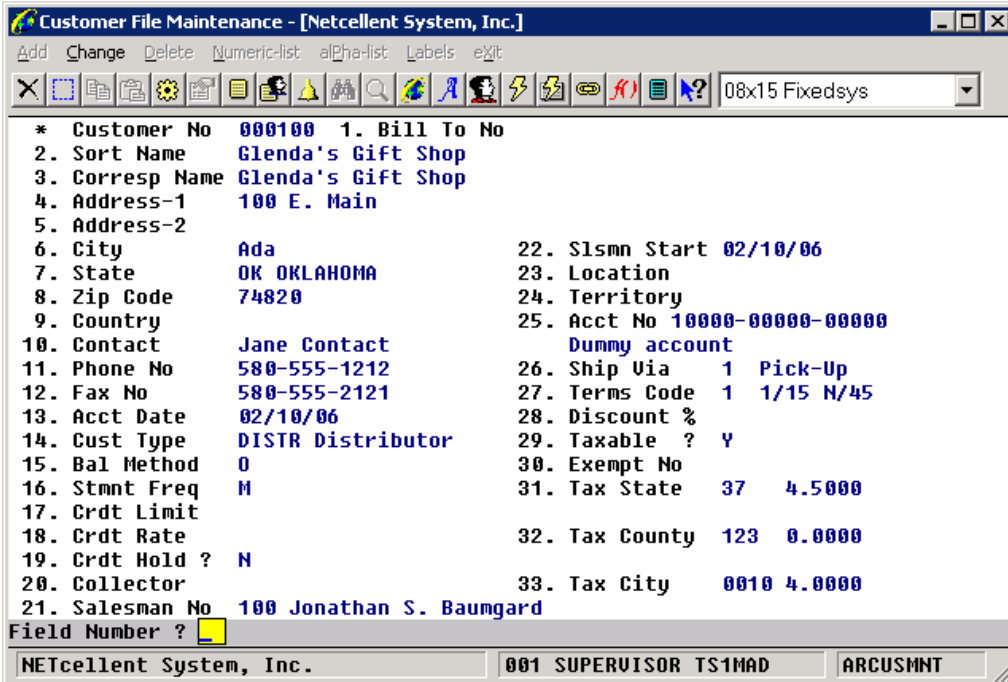 Customer File Maintenance - [Netcellent System, Inc.]
Add Change Delete Numeric-list alPha-list Labels eXit
08x15 Fixedsys
* Customer No 000100 1. Bill To No
2. Sort Name Glenda's Gift Shop
3. Corresp Name Glenda's Gift Shop
4. Address-1 100 E. Main
5. Address-2
6. City Ada 22. Slsmn Start 02/10/06
7. State OK OKLAHOMA 23. Location
8. Zip Code 74820 24. Territory
9. Country 25. Acct No 10000-00000-00000
10. Contact Jane Contact Dummy account
11. Phone No 580-555-1212 26. Ship Via 1 Pick-Up
12. Fax No 580-555-2121 27. Terms Code 1 1/15 N/45
13. Acct Date 02/10/06 28. Discount %
14. Cust Type DISTR Distributor 29. Taxable ? Y
15. Bal Method O 30. Exempt No
16. Stmnt Freq M 31. Tax State 37 4.5000
17. Crdt Limit
18. Crdt Rate 32. Tax County 123 0.0000
19. Crdt Hold ? N
20. Collector 33. Tax City 0010 4.0000
21. Salesman No 100 Jonathan S. Baumgard
Field Number ? _
NETcellent System, Inc. 001 SUPERVISOR TS1MAD ARCUSMNT